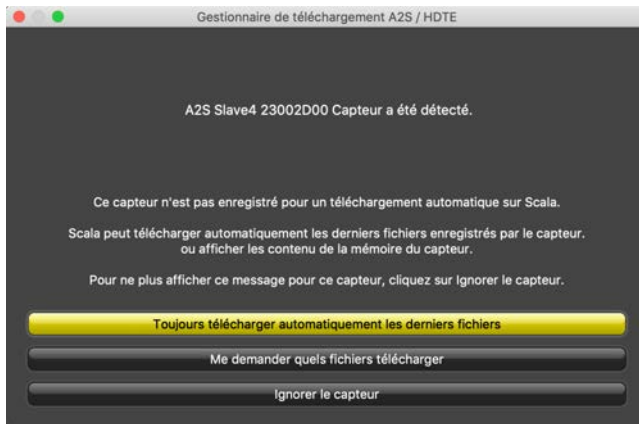 Gestionnaire de téléchargement A2S / HDTE
A2S Slave4 23002D00 Capteur a été détecté.
Ce capteur n'est pas enregistré pour un téléchargement automatique sur Scala.
Scala peut télécharger automatiquement les derniers fichiers enregistrés par le capteur.
ou afficher les contenu de la mémoire du capteur.
Pour ne plus afficher ce message pour ce capteur, cliquez sur Ignorer le capteur.
Toujours télécharger automatiquement les derniers fichiers
Me demander quels fichiers télécharger
Ignorer le capteur